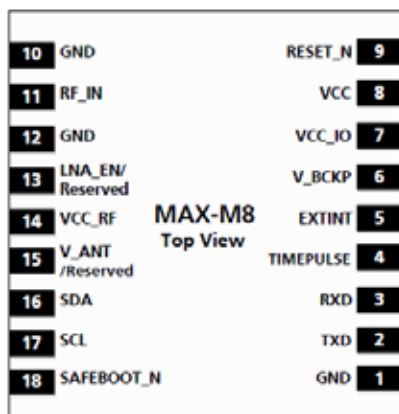 10 GND RESET_N 9
11 RF_IN VCC 8
12 GND VCC_IO 7
13 LNA_EN/ V_BCKP 6
Reserved
14 VCC_RF MAX-M8 EXTINT 5
Top View
15 V_ANT TIMEPULSE 4
/Reserved
16 SDA RXD 3
17 SCL TXD 2
18 SAFEBOOT_N GND 1